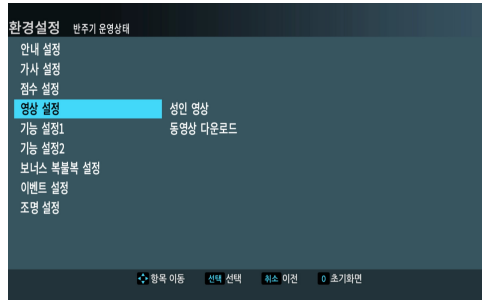 환경설정 반주기 운영상태
안내 설정
가사 설정
점수 설정
영상 설정 성인 영상
기능 설정1 동영상 다운로드
기능 설정2
보너스 복불복 설정
이벤트 설정
조명 설정
항목 이동 선택 선택 취소 이전 0 초기화면